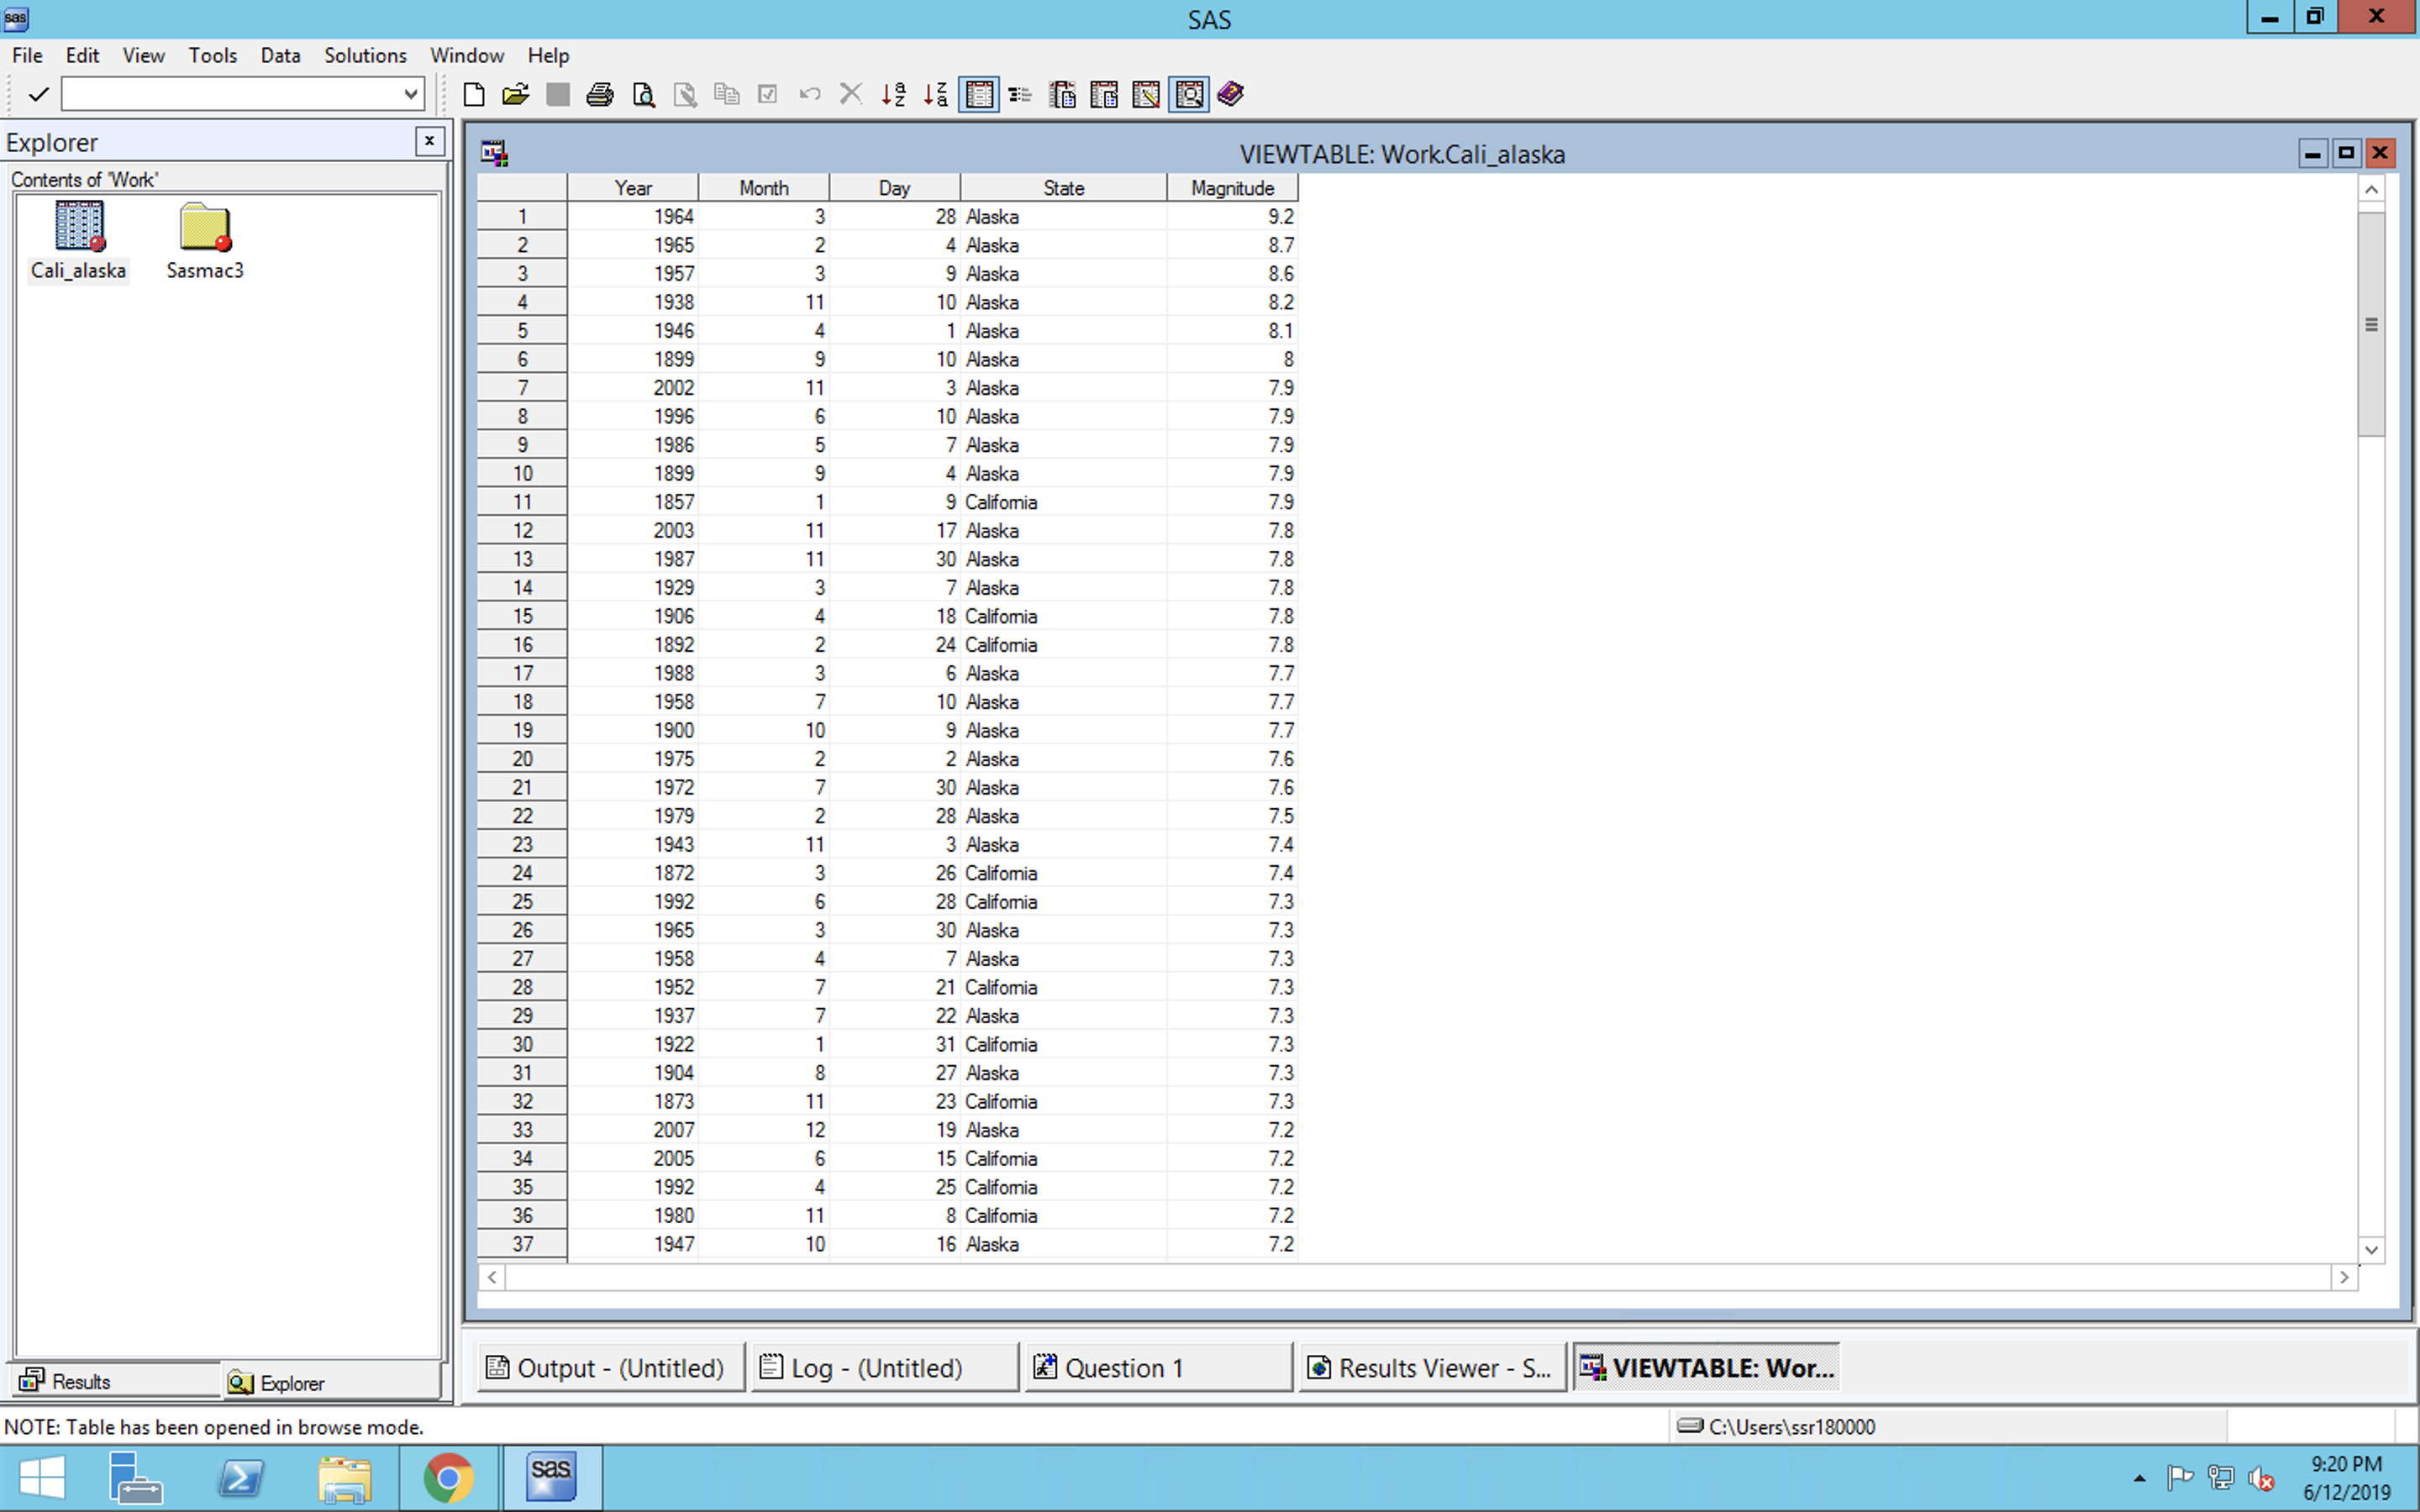 sas
SAS
File Edit View Tools Data Solutions Window Help
Explorer
Contents of 'Work'
Cali_alaska Sasmac3
VIEWTABLE: Work.Cali_alaska
Year Month Day State Magnitude
1 1964 3 28 Alaska 9.2
2 1965 2 4 Alaska 8.7
3 1957 3 9 Alaska 8.6
4 1938 11 10 Alaska 8.2
5 1946 4 1 Alaska 8.1
6 1899 9 10 Alaska 8
7 2002 11 3 Alaska 7.9
8 1996 6 10 Alaska 7.9
9 1986 5 7 Alaska 7.9
10 1899 9 4 Alaska 7.9
11 1857 1 9 California 7.9
12 2003 11 17 Alaska 7.8
13 1987 11 30 Alaska 7.8
14 1929 3 7 Alaska 7.8
15 1906 4 18 California 7.8
16 1892 2 24 California 7.8
17 1988 3 6 Alaska 7.7
18 1958 7 10 Alaska 7.7
19 1900 10 9 Alaska 7.7
20 1975 2 2 Alaska 7.6
21 1972 7 30 Alaska 7.6
22 1979 2 28 Alaska 7.5
23 1943 11 3 Alaska 7.4
24 1872 3 26 California 7.4
25 1992 6 28 California 7.3
26 1965 3 30 Alaska 7.3
27 1958 4 7 Alaska 7.3
28 1952 7 21 California 7.3
29 1937 7 22 Alaska 7.3
30 1922 1 31 California 7.3
31 1904 8 27 Alaska 7.3
32 1873 11 23 California 7.3
33 2007 12 19 Alaska 7.2
34 2005 6 15 California 7.2
35 1992 4 25 California 7.2
36 1980 11 8 California 7.2
37 1947 10 16 Alaska 7.2
Results Explorer
Output - (Untitled) Log - (Untitled) Question 1 Results Viewer - S... VIEWTABLE: Wor...
NOTE: Table has been opened in browse mode.
C:\Users\ssr180000
sas
9:20 PM
6/12/2019